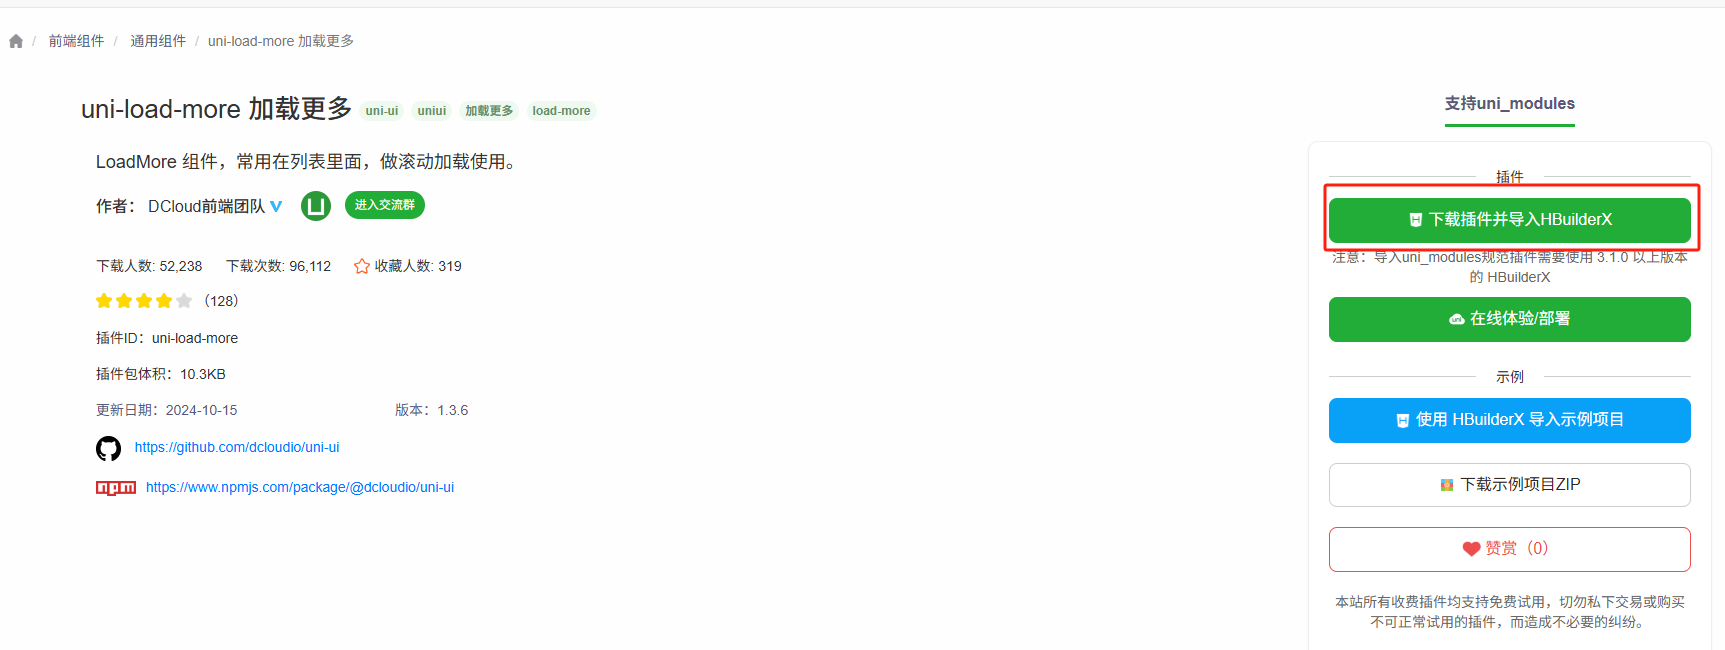 / 前端组件 / 通用组件 / uni-load-more 加载更多
uni-load-more 加载更多 uni-ui uniui 加载更多 load-more
LoadMore 组件，常用在列表里面，做滚动加载使用。
作者： DCloud前端团队 进入交流群
下载人数: 52,238 下载次数: 96,112 收藏人数: 319
（128）
插件ID：uni-load-more
插件包体积：10.3KB
更新日期：2024-10-15 版本：1.3.6
https://github.com/dcloudio/uni-ui
npm https://www.npmjs.com/package/@dcloudio/uni-ui
支持uni_modules
插件
下载插件并导入HBuilderX
注意：导入uni_modules规范插件需要使用 3.1.0 以上版本
的 HBuilderX
uni 在线体验/部署
示例
使用 HBuilderX 导入示例项目
下载示例项目ZIP
赞赏（0）
本站所有收费插件均支持免费试用，切勿私下交易或购买
不可正常试用的插件，而造成不必要的纠纷。